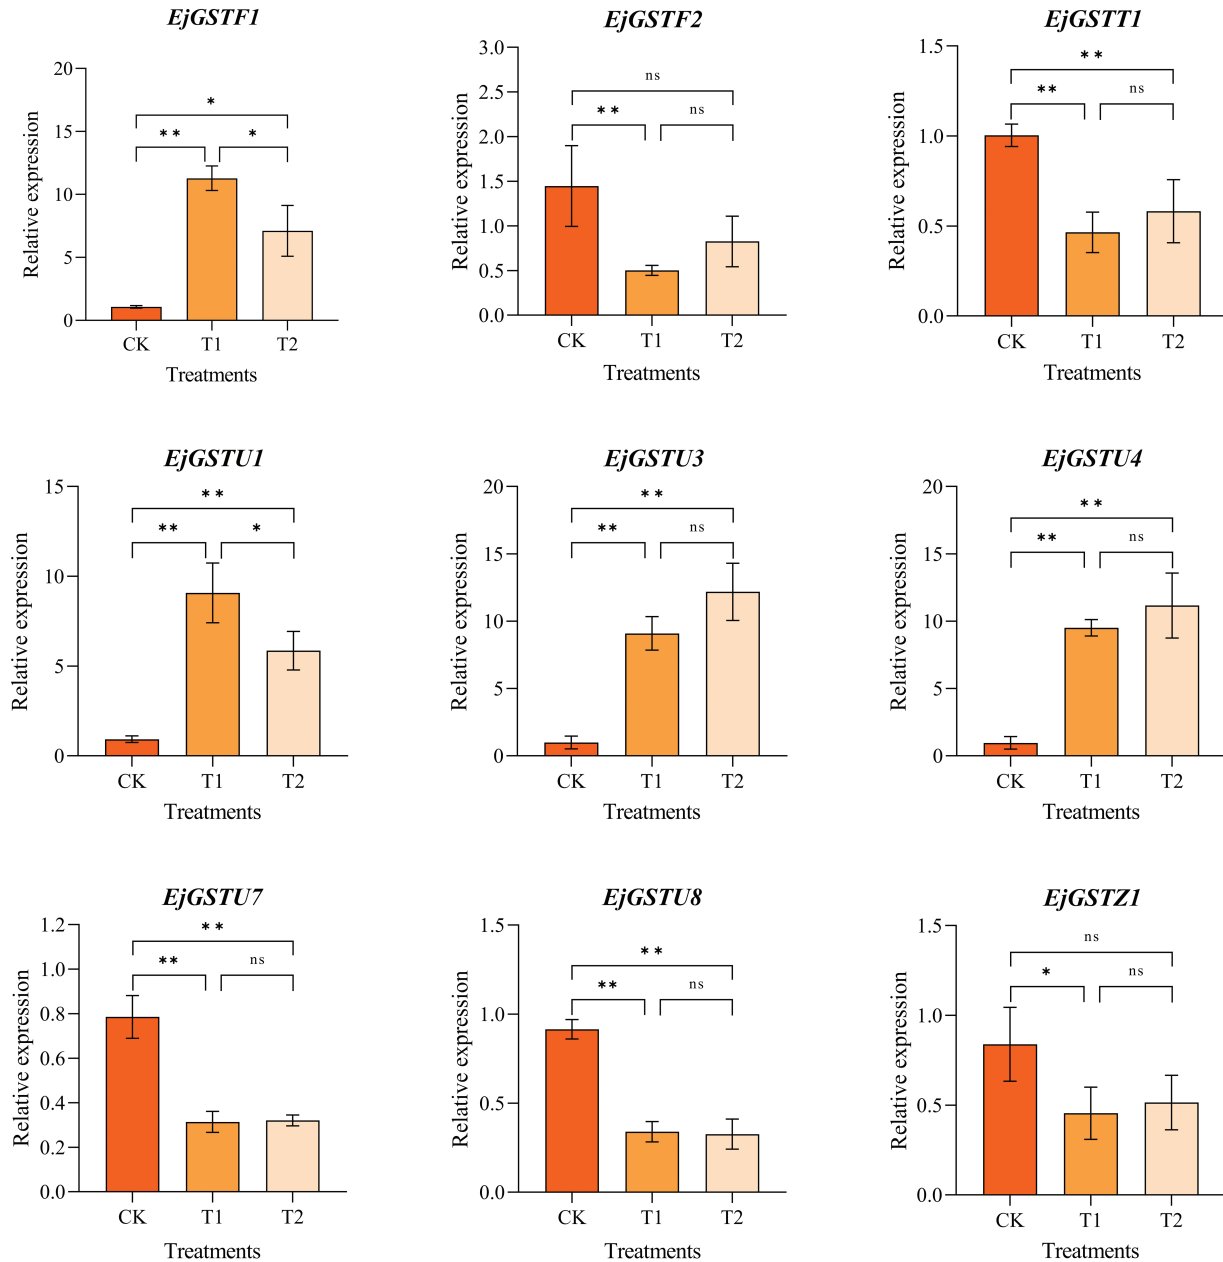 EjGSTF1
Relative expression
20
15
10
5
0
*
**
*
CK T1 T2
Treatments
EjGSTF2
Relative expression
3.0
2.5
2.0
1.5
1.0
0.5
0.0
ns
**
ns
CK T1 T2
Treatments
EjGSTT1
Relative expression
1.5
1.0
0.5
0.0
**
**
ns
CK T1 T2
Treatments
EjGSTU1
Relative expression
15
10
5
0
**
**
*
CK T1 T2
Treatments
EjGSTU3
Relative expression
20
15
10
5
0
**
**
ns
CK T1 T2
Treatments
EjGSTU4
Relative expression
20
15
10
5
0
**
**
ns
CK T1 T2
Treatments
EjGSTU7
Relative expression
1.2
1.0
0.8
0.6
0.4
0.2
0.0
**
**
ns
CK T1 T2
Treatments
EjGSTU8
Relative expression
1.5
1.0
0.5
0.0
**
**
ns
CK T1 T2
Treatments
EjGSTZ1
Relative expression
1.5
1.0
0.5
0.0
ns
*
ns
CK T1 T2
Treatments